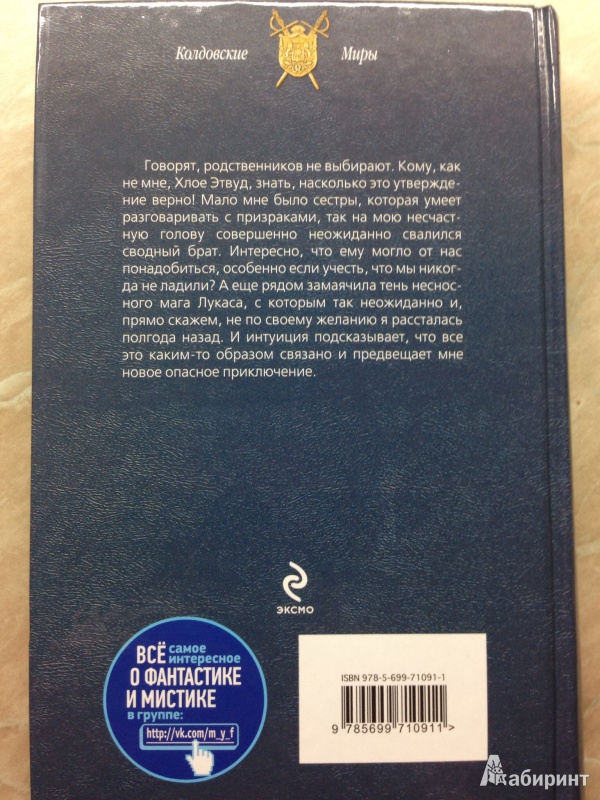 Колдовские Миры
Говорят, родственников не выбирают. Кому, как
не мне, Хлое Этвуд, знать, насколько это утвержде-
ние верно! Мало мне было сестры, которая умеет
разговаривать с призраками, так на мою несчаст-
ную голову совершенно неожиданно свалился
сводный брат. Интересно, что ему могло от нас
понадобиться, особенно если учесть, что мы никог-
да не ладили? А еще рядом замаячила тень неснос-
ного мага Лукаса, с которым так неожиданно и,
прямо скажем, не по своему желанию я рассталась
полгода назад. И интуиция подсказывает, что все
это каким-то образом связано и предвещает мне
новое опасное приключение.
ЭКСМО
ВСЁ самое
интересное
О ФАНТАСТИКЕ
И МИСТИКЕ
в группе:
http://vk.com/m_y_f
ISBN 978-5-699-71091-1
9 785699 710911>
Лабиринт